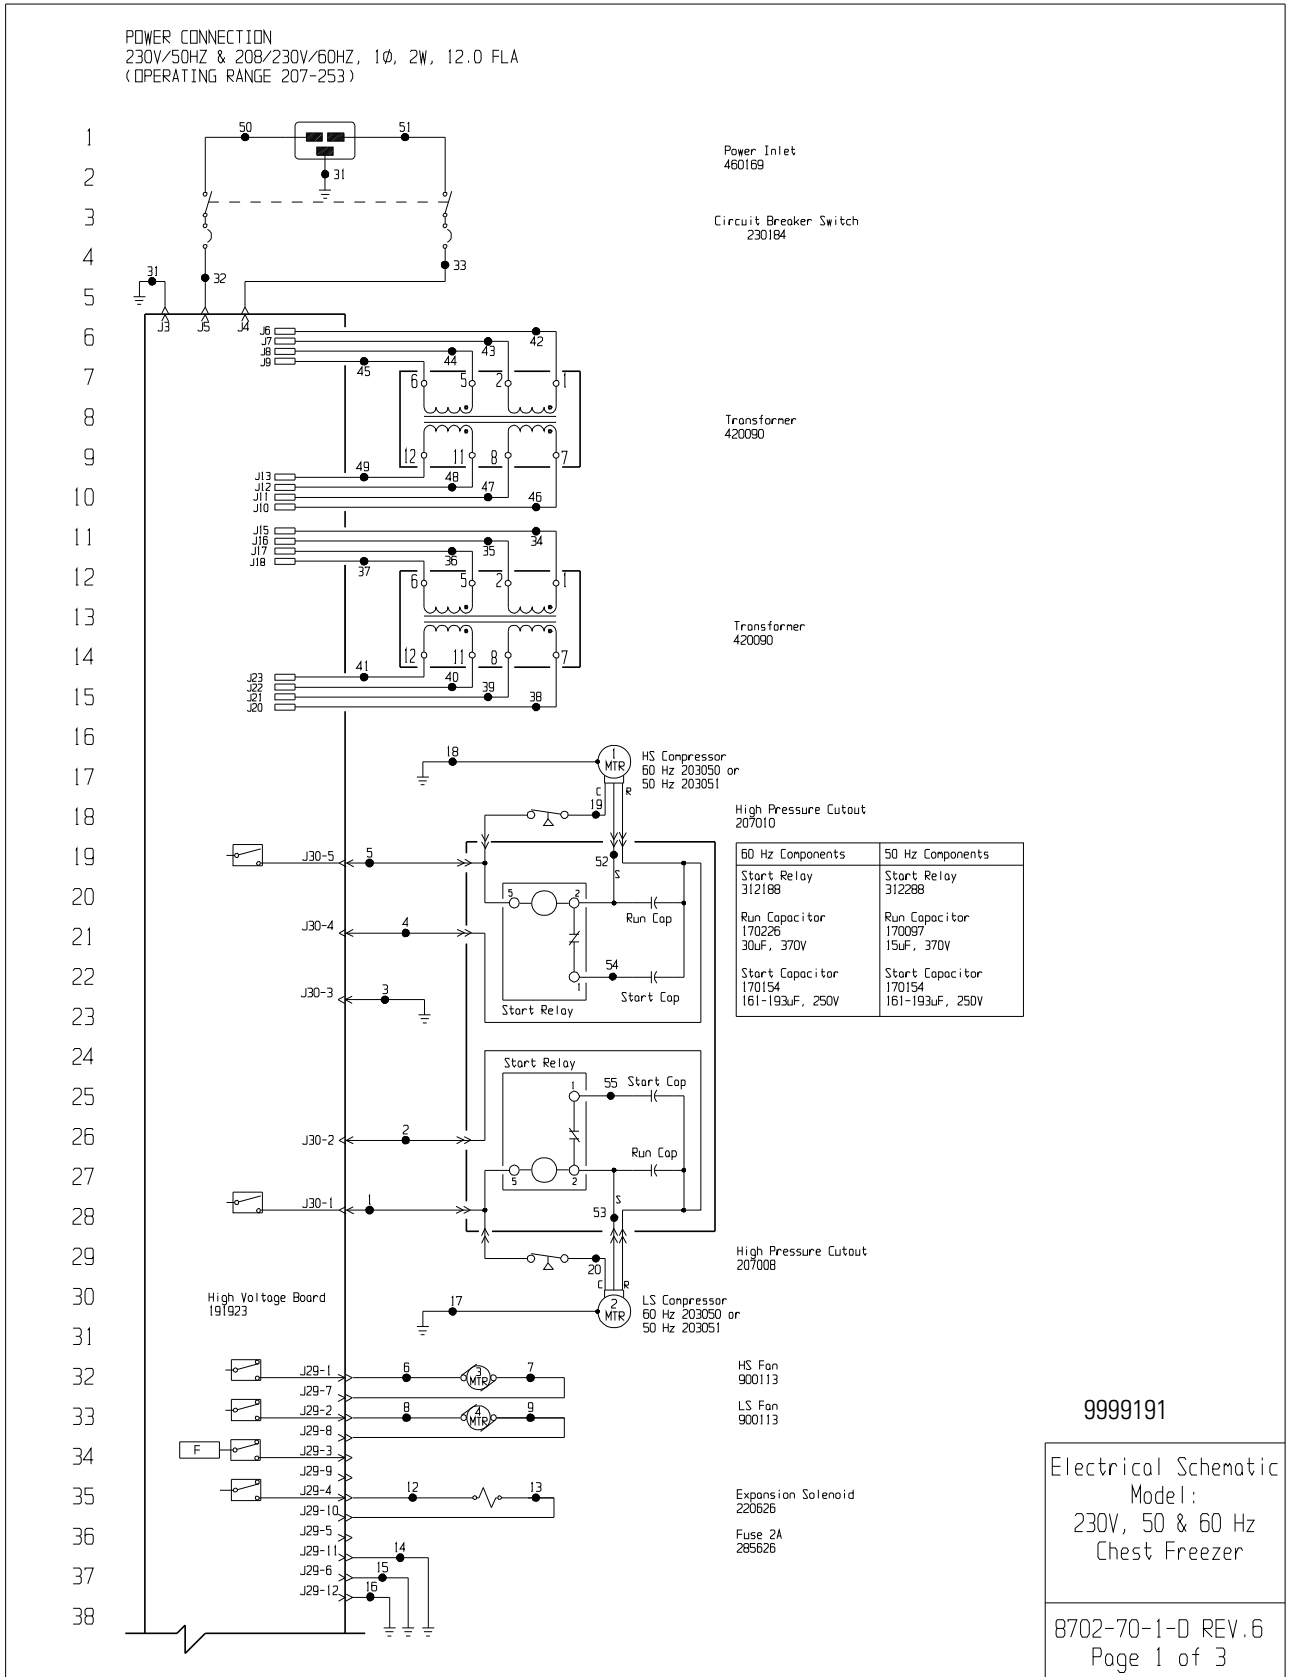 POWER CONNECTION
230V/50HZ & 208/230V/60HZ, 1Ø, 2W, 12.0 FLA
(OPERATING RANGE 207-253)
1
50
51
Power Inlet
460169
2
31
3
Circuit Breaker Switch
230184
4
31
32
33
5
J3
J5
J4
6
J6
J7
J8
J9
42
43
44
45
7
6
5
2
1
8
Transformer
420090
9
12
11
8
7
J13
J12
J11
J10
49
48
47
46
10
11
J15
J16
J17
J18
34
35
36
37
12
6
5
2
1
13
Transformer
420090
14
12
11
8
7
J23
J22
J21
J20
41
40
39
38
15
16
17
18
1
MTR
HS Compressor
60 Hz 203050 or
50 Hz 203051
C
R
19
18
High Pressure Cutout
207010
19
J30-5
5
52
S
60 Hz Components
50 Hz Components
Start Relay
312188
Start Relay
312288
20
5
2
Run Cap
21
J30-4
4
Run Capacitor
170226
30uF, 370V
Run Capacitor
170097
15uF, 370V
22
54
1
Start Cap
Start Capacitor
170154
161-193uF, 250V
Start Capacitor
170154
161-193uF, 250V
J30-3
3
23
Start Relay
24
Start Relay
25
1
55
Start Cap
26
J30-2
2
Run Cap
27
5
2
28
J30-1
1
53
S
29
20
High Pressure Cutout
207008
C
R
30
High Voltage Board
191923
17
2
MTR
LS Compressor
60 Hz 203050 or
50 Hz 203051
31
32
J29-1
6
3
MTR
7
HS Fan
900113
J29-7
33
J29-2
8
4
MTR
9
LS Fan
900113
J29-8
34
F
J29-3
J29-9
35
J29-4
12
13
Expansion Solenoid
220626
J29-10
36
J29-5
Fuse 2A
285626
J29-11
14
37
J29-6
15
J29-12
16
38
9999191
Electrical Schematic
Model:
230V, 50 & 60 Hz
Chest Freezer
8702-70-1-D REV.6
Page 1 of 3